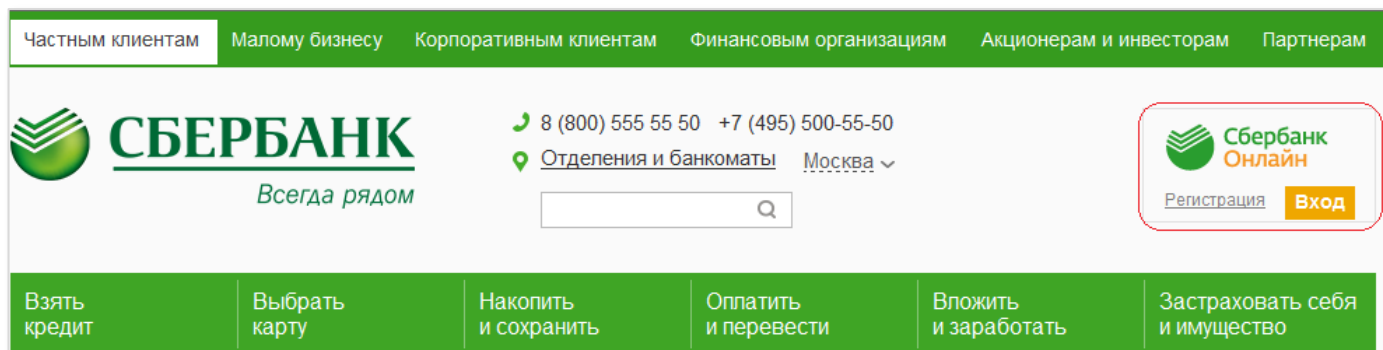 Частным клиентам Малому бизнесу Корпоративным клиентам Финансовым организациям Акционерам и инвесторам Партнерам
СБЕРБАНК
Всегда рядом
8 (800) 555 55 50 +7 (495) 500-55-50
Отделения и банкоматы Москва
Сбербанк
Онлайн
Регистрация Вход
Взять
кредит
Выбрать
карту
Накопить
и сохранить
Оплатить
и перевести
Вложить
и заработать
Застраховать себя
и имущество